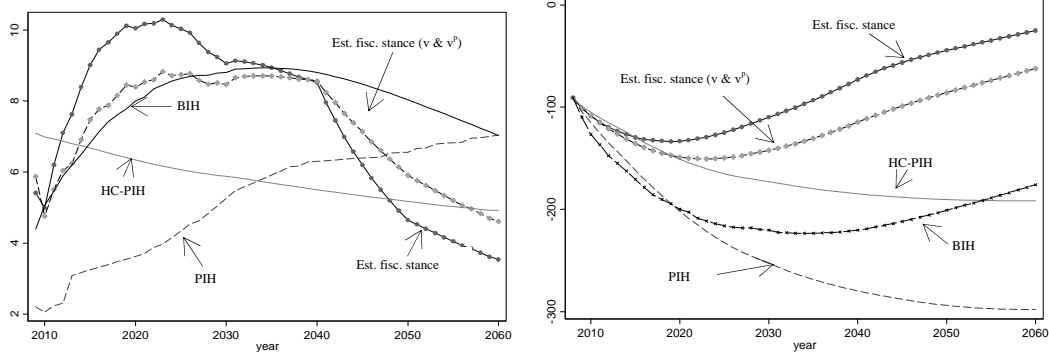 10
8
6
4
2
Est. fisc. stance (v & vᵖ)
BIH
HC-PIH
PIH
Est. fisc. stance
2010 2020 2030 2040 2050 2060
year
0
-100
-200
-300
Est. fisc. stance
Est. fisc. stance (v & vᵖ)
HC-PIH
BIH
PIH
2010 2020 2030 2040 2050 2060
year